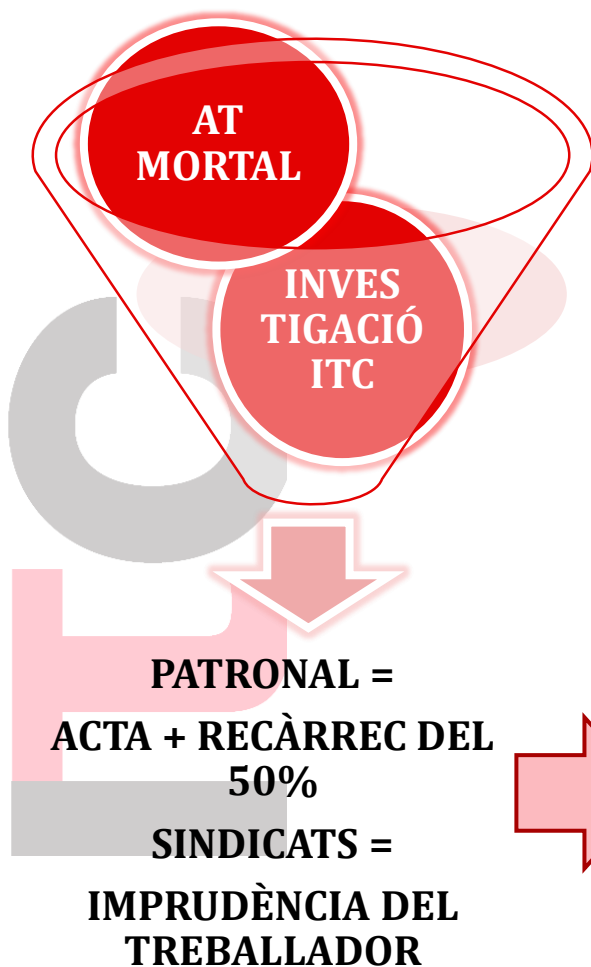 AT
MORTAL
INVES
TIGACIÓ
ITC
PATRONAL =
ACTA + RECÀRREC DEL
50%
SINDICATS =
IMPRUDÈNCIA DEL
TREBALLADOR